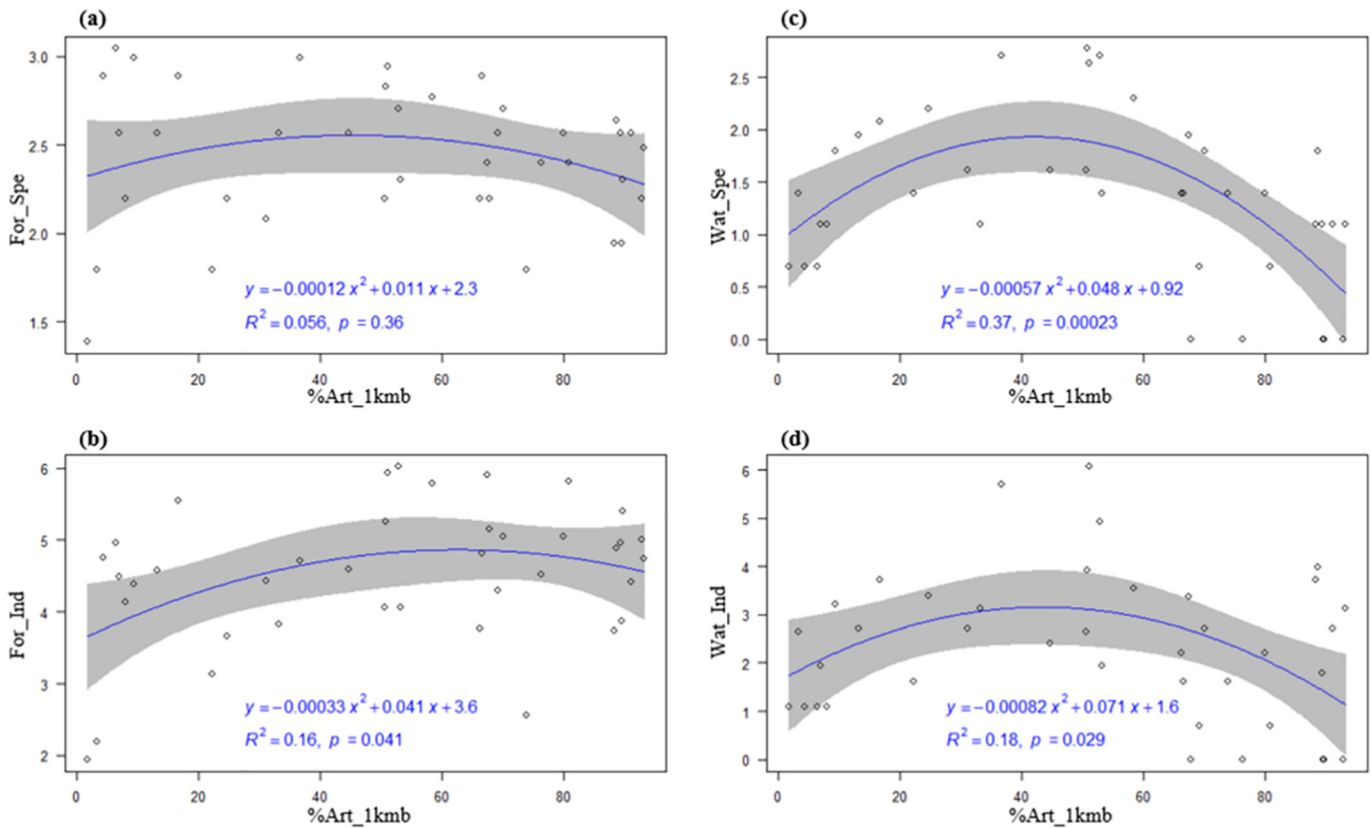 (a)
3.0
2.5
2.0
1.5
For_Spe
y = −0.00012 x² + 0.011 x + 2.3
R² = 0.056, p = 0.36
0 20 40 60 80
%Art_1kmb
(c)
2.5
2.0
1.5
1.0
0.5
0.0
Wat_Spe
y = −0.00057 x² + 0.048 x + 0.92
R² = 0.37, p = 0.00023
0 20 40 60 80
%Art_1kmb
(b)
6
5
4
3
2
For_Ind
y = −0.00033 x² + 0.041 x + 3.6
R² = 0.16, p = 0.041
0 20 40 60 80
%Art_1kmb
(d)
6
5
4
3
2
1
0
Wat_Ind
y = −0.00082 x² + 0.071 x + 1.6
R² = 0.18, p = 0.029
0 20 40 60 80
%Art_1kmb